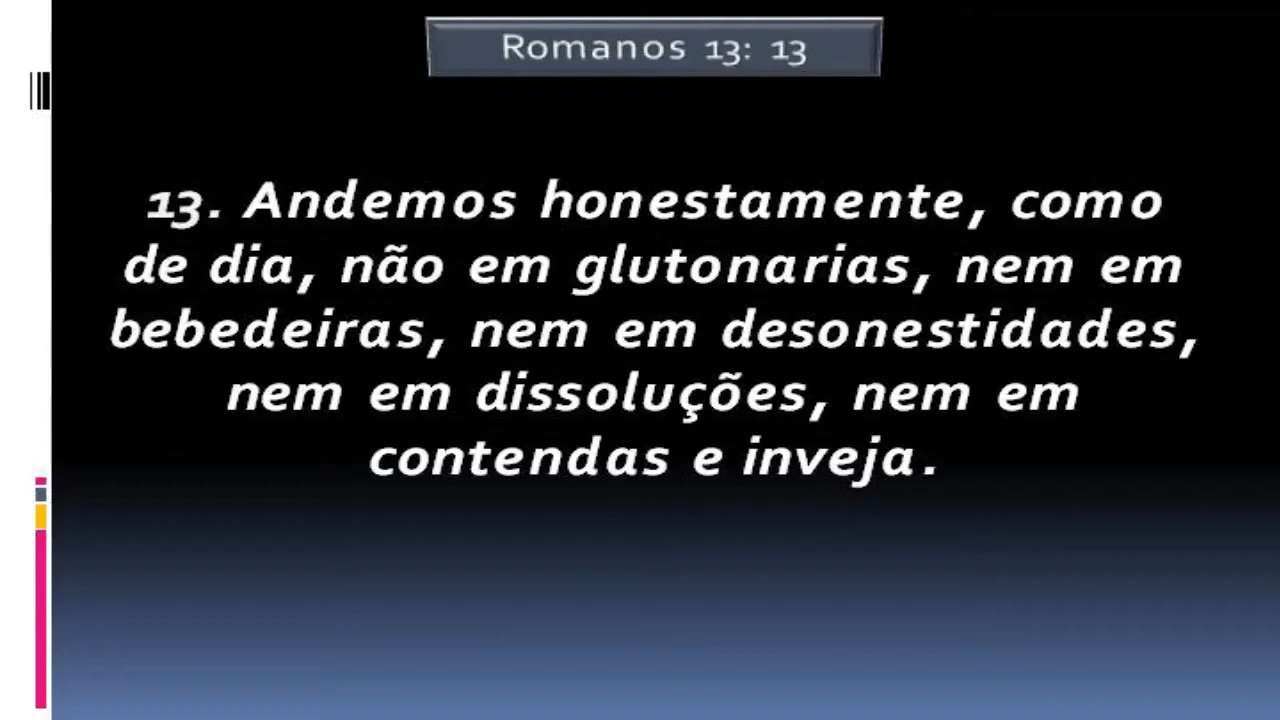 Romanos 13: 13
13. Andemos honestamente, como
de dia, não em glutonarias, nem em
bebedeiras, nem em desonestidades,
nem em dissoluções, nem em
contendas e inveja.